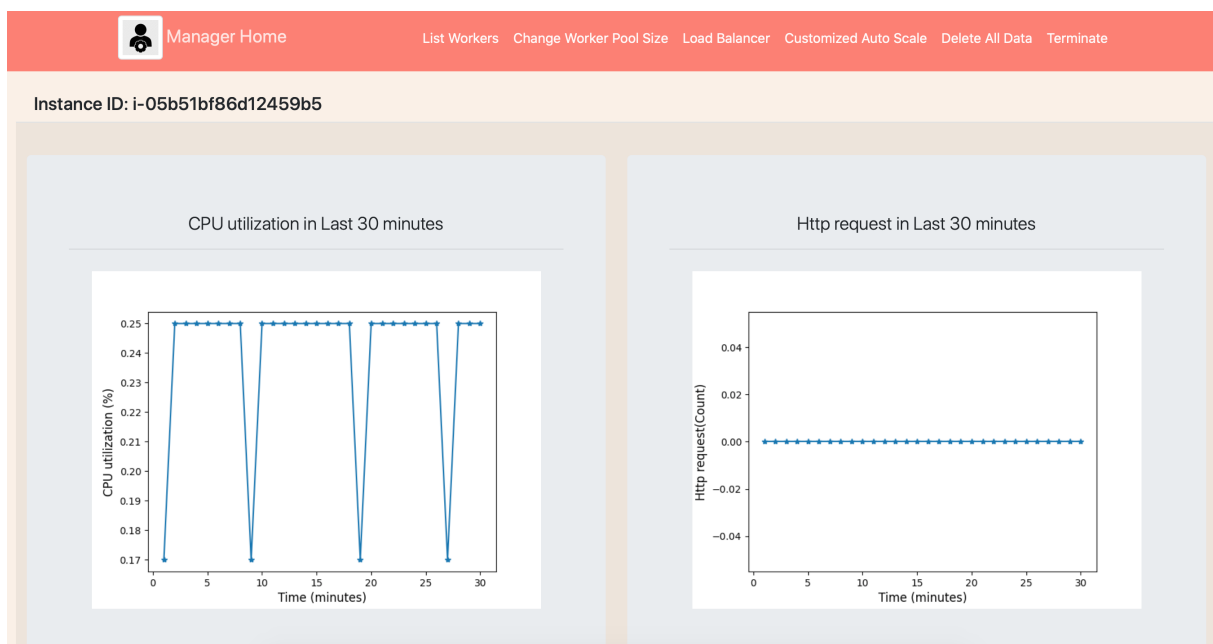 Manager Home
List Workers Change Worker Pool Size Load Balancer Customized Auto Scale Delete All Data Terminate
Instance ID: i-05b51bf86d12459b5
CPU utilization in Last 30 minutes
0.25
0.24
0.23
0.22
0.21
0.20
0.19
0.18
0.17
CPU utilization (%)
0 5 10 15 20 25 30
Time (minutes)
Http request in Last 30 minutes
0.04
0.02
0.00
−0.02
−0.04
Http request(Count)
0 5 10 15 20 25 30
Time (minutes)